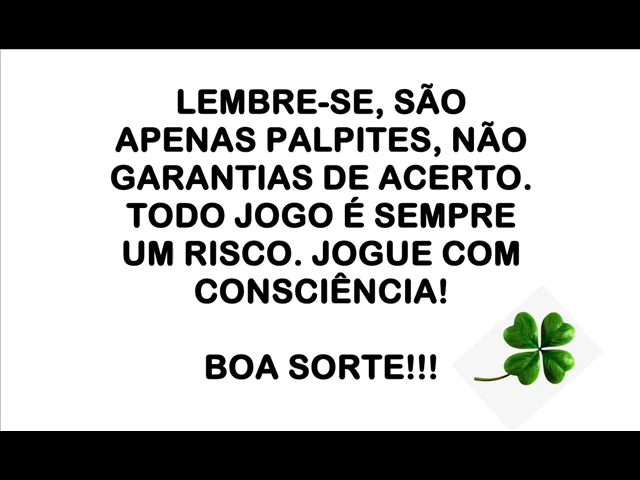 LEMBRE-SE, SÃO
APENAS PALPITES, NÃO
GARANTIAS DE ACERTO.
TODO JOGO É SEMPRE
UM RISCO. JOGUE COM
CONSCIÊNCIA!
BOA SORTE!!!